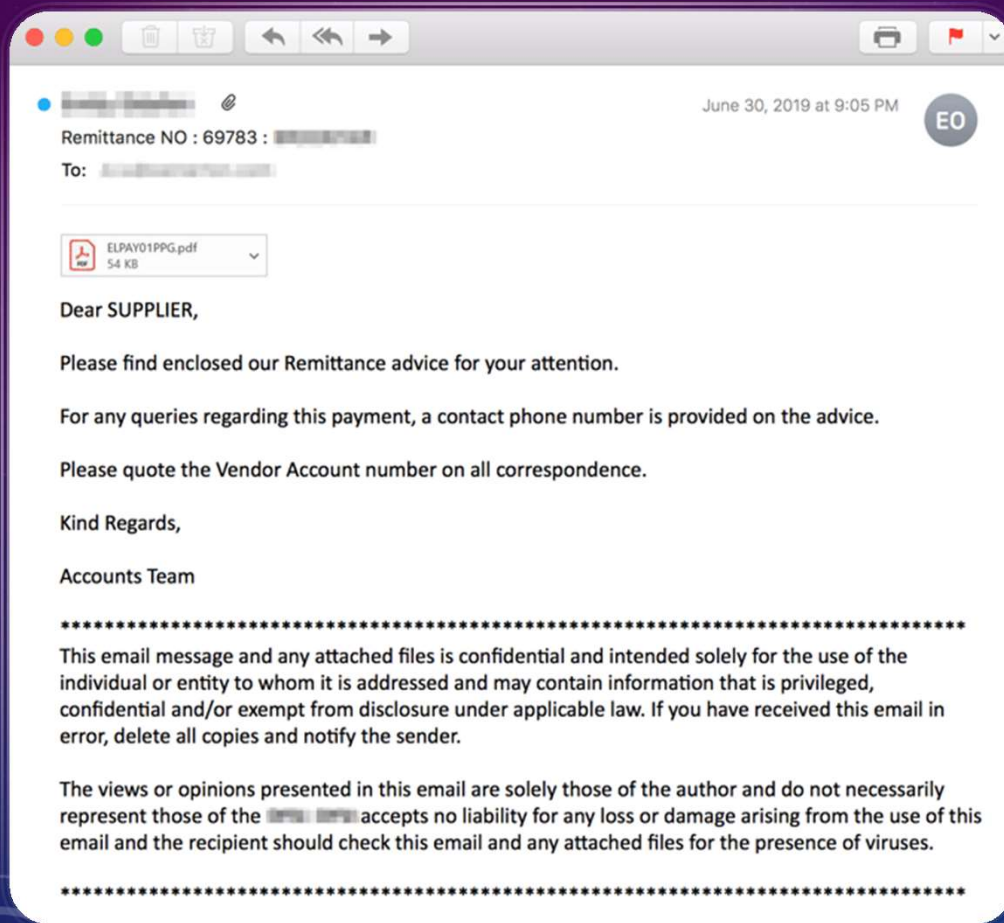 June 30, 2019 at 9:05 PM
EO
Remittance NO : 69783 :
To:
ELPAY01PPG.pdf
PDF
54 KB
Dear SUPPLIER,
Please find enclosed our Remittance advice for your attention.
For any queries regarding this payment, a contact phone number is provided on the advice.
Please quote the Vendor Account number on all correspondence.
Kind Regards,
Accounts Team
**********************************************************************************
This email message and any attached files is confidential and intended solely for the use of the
individual or entity to whom it is addressed and may contain information that is privileged,
confidential and/or exempt from disclosure under applicable law. If you have received this email in
error, delete all copies and notify the sender.
The views or opinions presented in this email are solely those of the author and do not necessarily
represent those of the accepts no liability for any loss or damage arising from the use of this
email and the recipient should check this email and any attached files for the presence of viruses.
**********************************************************************************